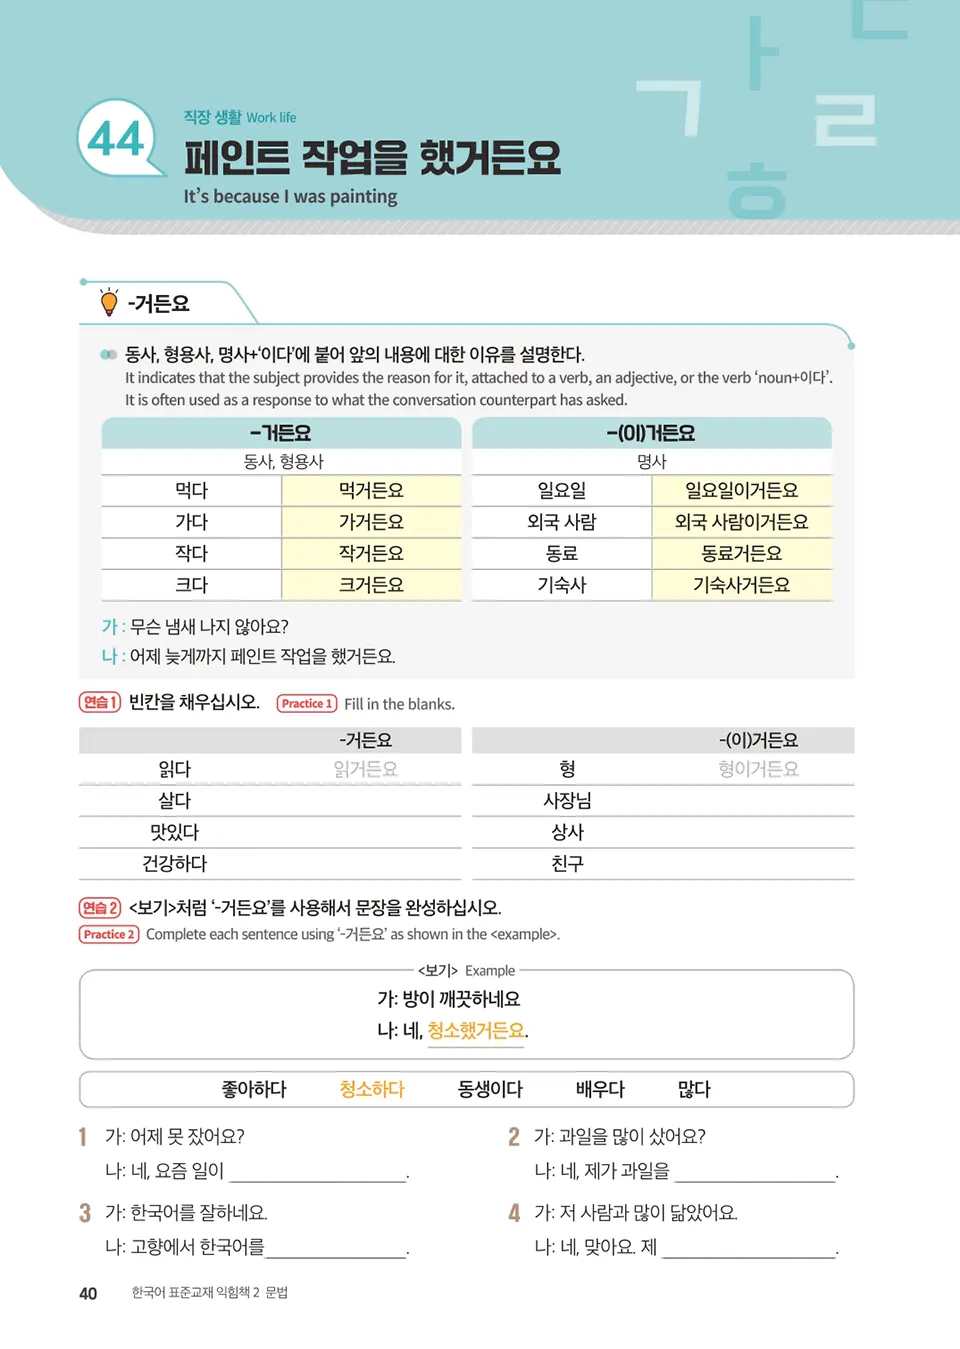 44
직장 생활 Work life
페인트 작업을 했거든요
It's because I was painting
ㄱ ㅏ ㄹ ㄷ ㅎ
-거든요
동사, 형용사, 명사+‘이다’에 붙어 앞의 내용에 대한 이유를 설명한다.
It indicates that the subject provides the reason for it, attached to a verb, an adjective, or the verb ‘noun+이다’.
It is often used as a response to what the conversation counterpart has asked.
-거든요
동사, 형용사
먹다 먹거든요
가다 가거든요
작다 작거든요
크다 크거든요
-(이)거든요
명사
일요일 일요일이거든요
외국 사람 외국 사람이거든요
동료 동료거든요
기숙사 기숙사거든요
가 : 무슨 냄새 나지 않아요?
나 : 어제 늦게까지 페인트 작업을 했거든요.
연습 1 빈칸을 채우십시오. Practice 1 Fill in the blanks.
-거든요
읽다 읽거든요
살다
맛있다
건강하다
-(이)거든요
형 형이거든요
사장님
상사
친구
연습 2 <보기>처럼 ‘-거든요’를 사용해서 문장을 완성하십시오.
Practice 2 Complete each sentence using ‘-거든요’ as shown in the <example>.
<보기> Example
가: 방이 깨끗하네요
나: 네, 청소했거든요.
좋아하다 청소하다 동생이다 배우다 많다
1 가: 어제 못 잤어요?
나: 네, 요즘 일이 ____________________.
2 가: 과일을 많이 샀어요?
나: 네, 제가 과일을 ____________________.
3 가: 한국어를 잘하네요.
나: 고향에서 한국어를________________.
4 가: 저 사람과 많이 닮았어요.
나: 네, 맞아요. 제 ____________________.
40 한국어 표준교재 익힘책 2 문법